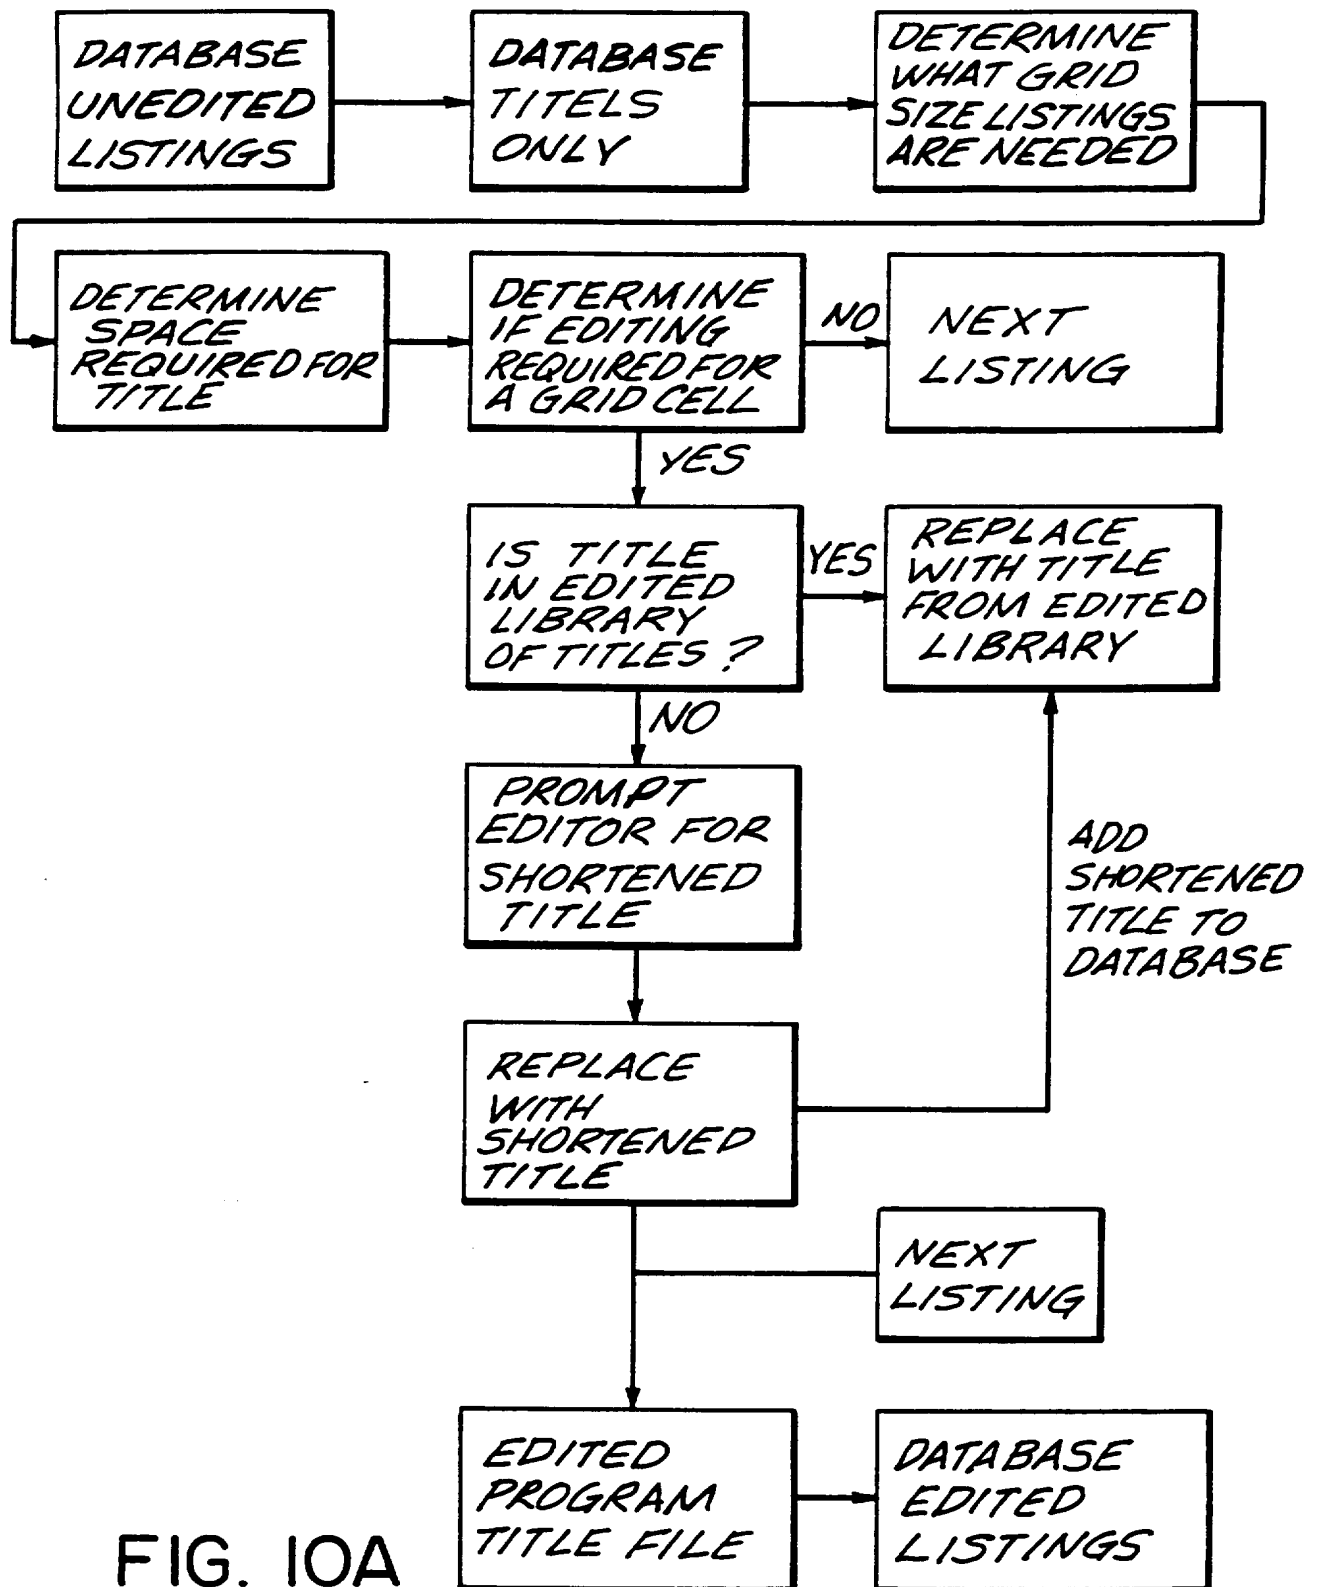 DATABASE
UNEDITED
LISTINGS
DATABASE
TITELS
ONLY
DETERMINE
WHAT GRID
SIZE LISTINGS
ARE NEEDED
DETERMINE
SPACE
REQUIRED FOR
TITLE
DETERMINE
IF EDITING
REQUIRED FOR
A GRID CELL
NO
NEXT
LISTING
YES
IS TITLE
IN EDITED
LIBRARY
OF TITLES ?
YES
REPLACE
WITH TITLE
FROM EDITED
LIBRARY
NO
PROMPT
EDITOR FOR
SHORTENED
TITLE
ADD
SHORTENED
TITLE TO
DATABASE
REPLACE
WITH
SHORTENED
TITLE
NEXT
LISTING
EDITED
PROGRAM
TITLE FILE
DATABASE
EDITED
LISTINGS
FIG. 10A